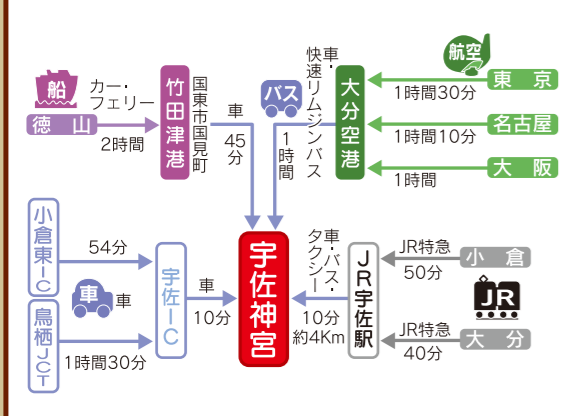 船
カー・
フェリー
徳山
2時間
竹田津港
国東市国見町
車
45分
バス
車・
快速リムジンバス
1時間
大分空港
航空
東京
1時間30分
名古屋
1時間10分
大阪
1時間
小倉東IC
54分
車
車
鳥栖JCT
1時間30分
宇佐IC
車
10分
宇佐神宮
車・バス・
タクシー
10分
約4Km
JR宇佐駅
JR特急
50分
小倉
JR
JR特急
40分
大分